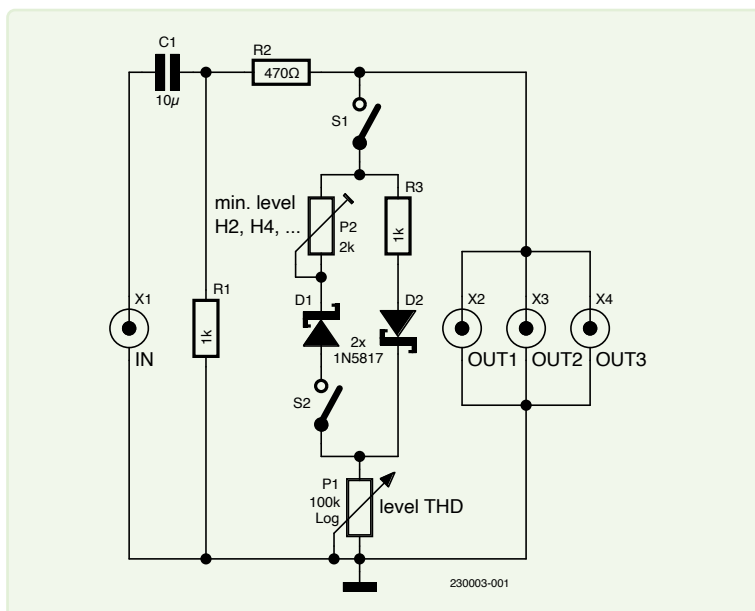 C1
10µ
R2
470Ω
S1
min. level
H2, H4, ...
P2
2k
R3
1k
X1
IN
R1
1k
D1
D2
2x
1N5817
S2
X2
X3
X4
OUT1
OUT2
OUT3
P1
100k
Log
level THD
230003-001